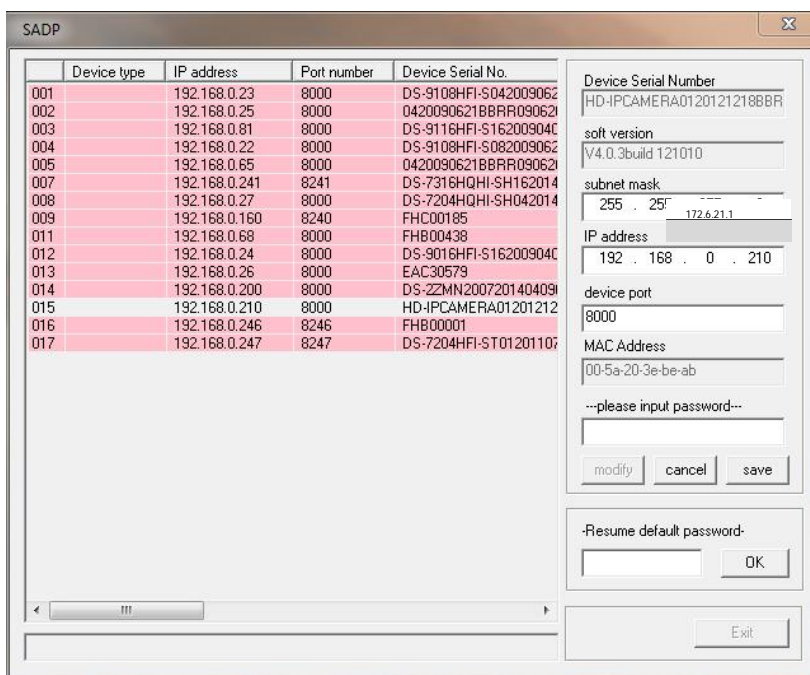 SADP
Device type IP address Port number Device Serial No.
001 192.168.0.23 8000 DS-9108HFI-S042009062
002 192.168.0.25 8000 0420090621BBRR090620
003 192.168.0.81 8000 DS-9116HFI-S16200904C
004 192.168.0.22 8000 DS-9108HFI-S082009062
005 192.168.0.65 8000 0420090621BBRR090620
007 192.168.0.241 8241 DS-7316HQHI-SH162014
008 192.168.0.27 8000 DS-7204HQHI-SH042014
009 192.168.0.160 8240 FHC00185
011 192.168.0.68 8000 FHB00438
012 192.168.0.24 8000 DS-9016HFI-S16200904C
013 192.168.0.26 8000 EAC30579
014 192.168.0.200 8000 DS-2ZMN2007201404090
015 192.168.0.210 8000 HD-IPCAMERA01201212
016 192.168.0.246 8246 FHB00001
017 192.168.0.247 8247 DS-7204HFI-ST01201107
Device Serial Number
HD-IPCAMERA0120121218BBR
soft version
V4.0.3build 121010
subnet mask
255 .
172.6.21.1
IP address
192 . 168 . 0 . 210
device port
8000
MAC Address
00-5a-20-3e-be-ab
---please input password---
modify cancel save
-Resume default password-
OK
Exit